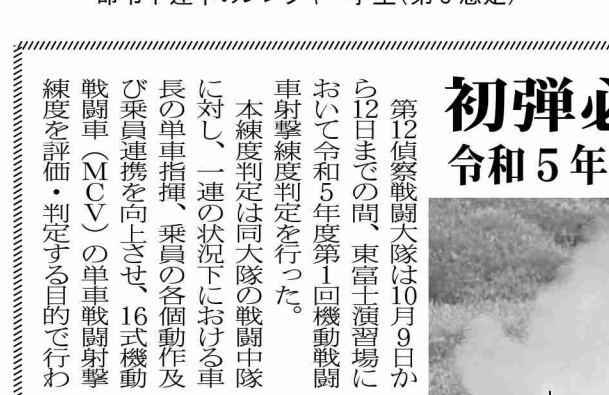 初弾
令和5年
第12偵察戦闘大隊は10月9日か
ら12日までの間、東富士演習場に
おいて令和5年度第1回機動戦闘
車射撃練度判定を行った。
本練度判定は同大隊の戦闘中隊
に対し、一連の状況下における車
長の単車指揮、乗員の各個動作及
び乗員連携を向上させ、16式機動
戦闘車（MCV）の単車戦闘射撃
練度を評価・判定する目的で行わ